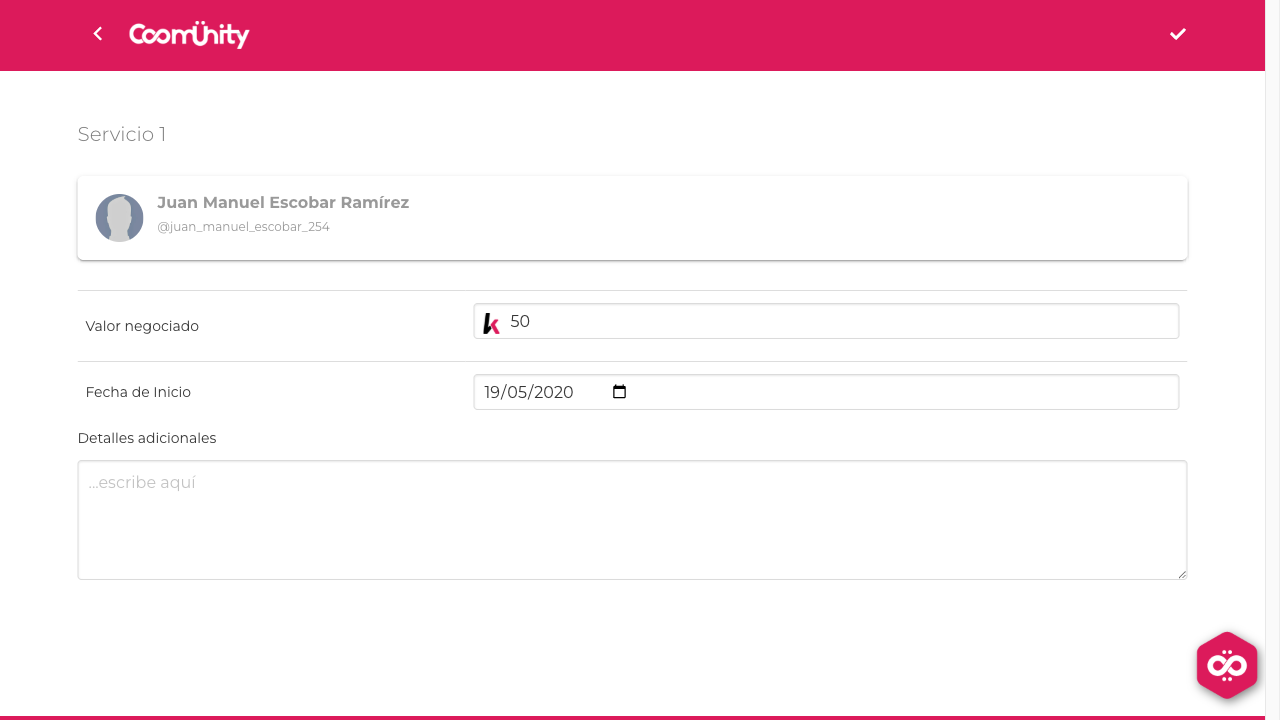 CoomÜnity
Servicio 1
Juan Manuel Escobar Ramírez
@juan_manuel_escobar_254
Valor negociado
k 50
Fecha de Inicio
19/05/2020
Detalles adicionales
...escribe aquí